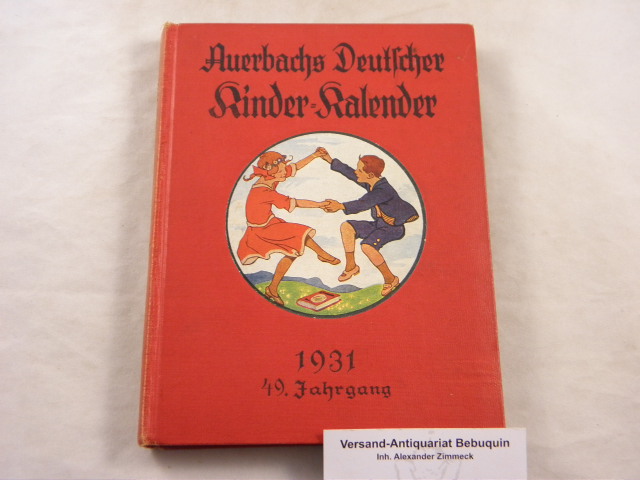 Auerbachs Deutscher
Kinder-Kalender
1931
49. Jahrgang
Versand-Antiquariat Bebuquin
Inh. Alexander Zimmeck